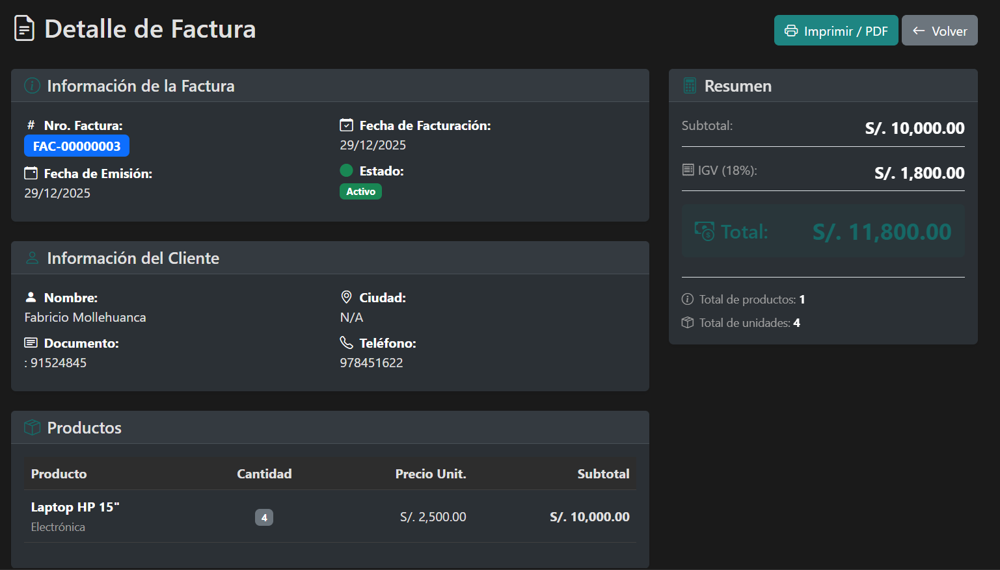 Detalle de Factura
Imprimir / PDF
Volver
Información de la Factura
# Nro. Factura:
FAC-00000003
Fecha de Facturación:
29/12/2025
Fecha de Emisión:
29/12/2025
Estado:
Activo
Información del Cliente
Nombre:
Fabricio Mollehuanca
Ciudad:
N/A
Documento:
: 91524845
Teléfono:
978451622
Productos
Producto Cantidad Precio Unit. Subtotal
Laptop HP 15" 4 S/. 2,500.00 S/. 10,000.00
Electrónica
Resumen
Subtotal: S/. 10,000.00
IGV (18%): S/. 1,800.00
Total: S/. 11,800.00
Total de productos: 1
Total de unidades: 4